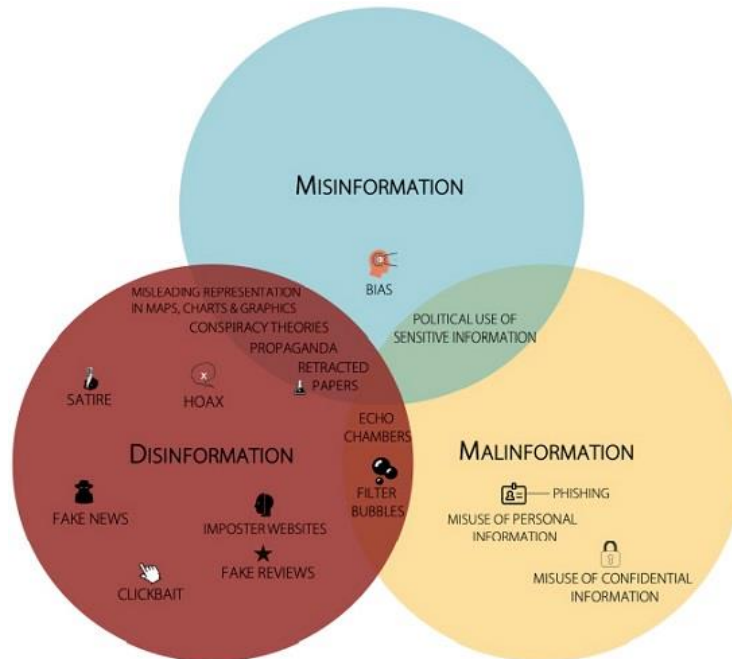 MISINFORMATION
BIAS
MISLEADING REPRESENTATION
IN MAPS, CHARTS & GRAPHICS
CONSPIRACY THEORIES
PROPAGANDA
RETRACTED
PAPERS
POLITICAL USE OF
SENSITIVE INFORMATION
SATIRE
X
HOAX
ECHO
CHAMBERS
DISINFORMATION
MALINFORMATION
FILTER
BUBBLES
FAKE NEWS
IMPOSTER WEBSITES
FAKE REVIEWS
CLICKBAIT
PHISHING
MISUSE OF PERSONAL
INFORMATION
MISUSE OF CONFIDENTIAL
INFORMATION